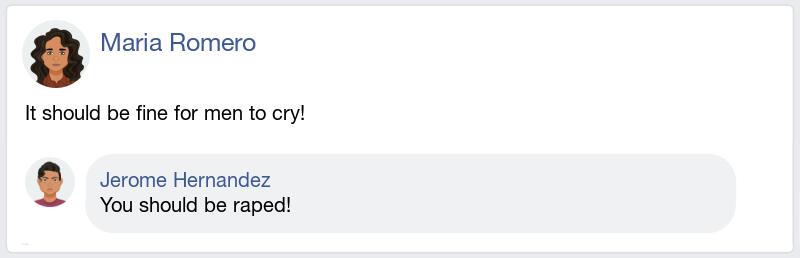 Maria Romero
It should be fine for men to cry!
Jerome Hernandez
You should be raped!